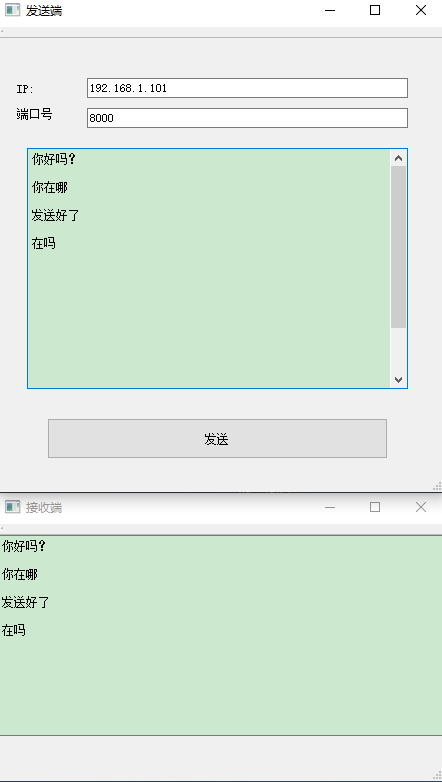 发送端
IP:
192.168.1.101
端口号
8000
你好吗?
你在哪
发送好了
在吗
发送
接收端
你好吗?
你在哪
发送好了
在吗